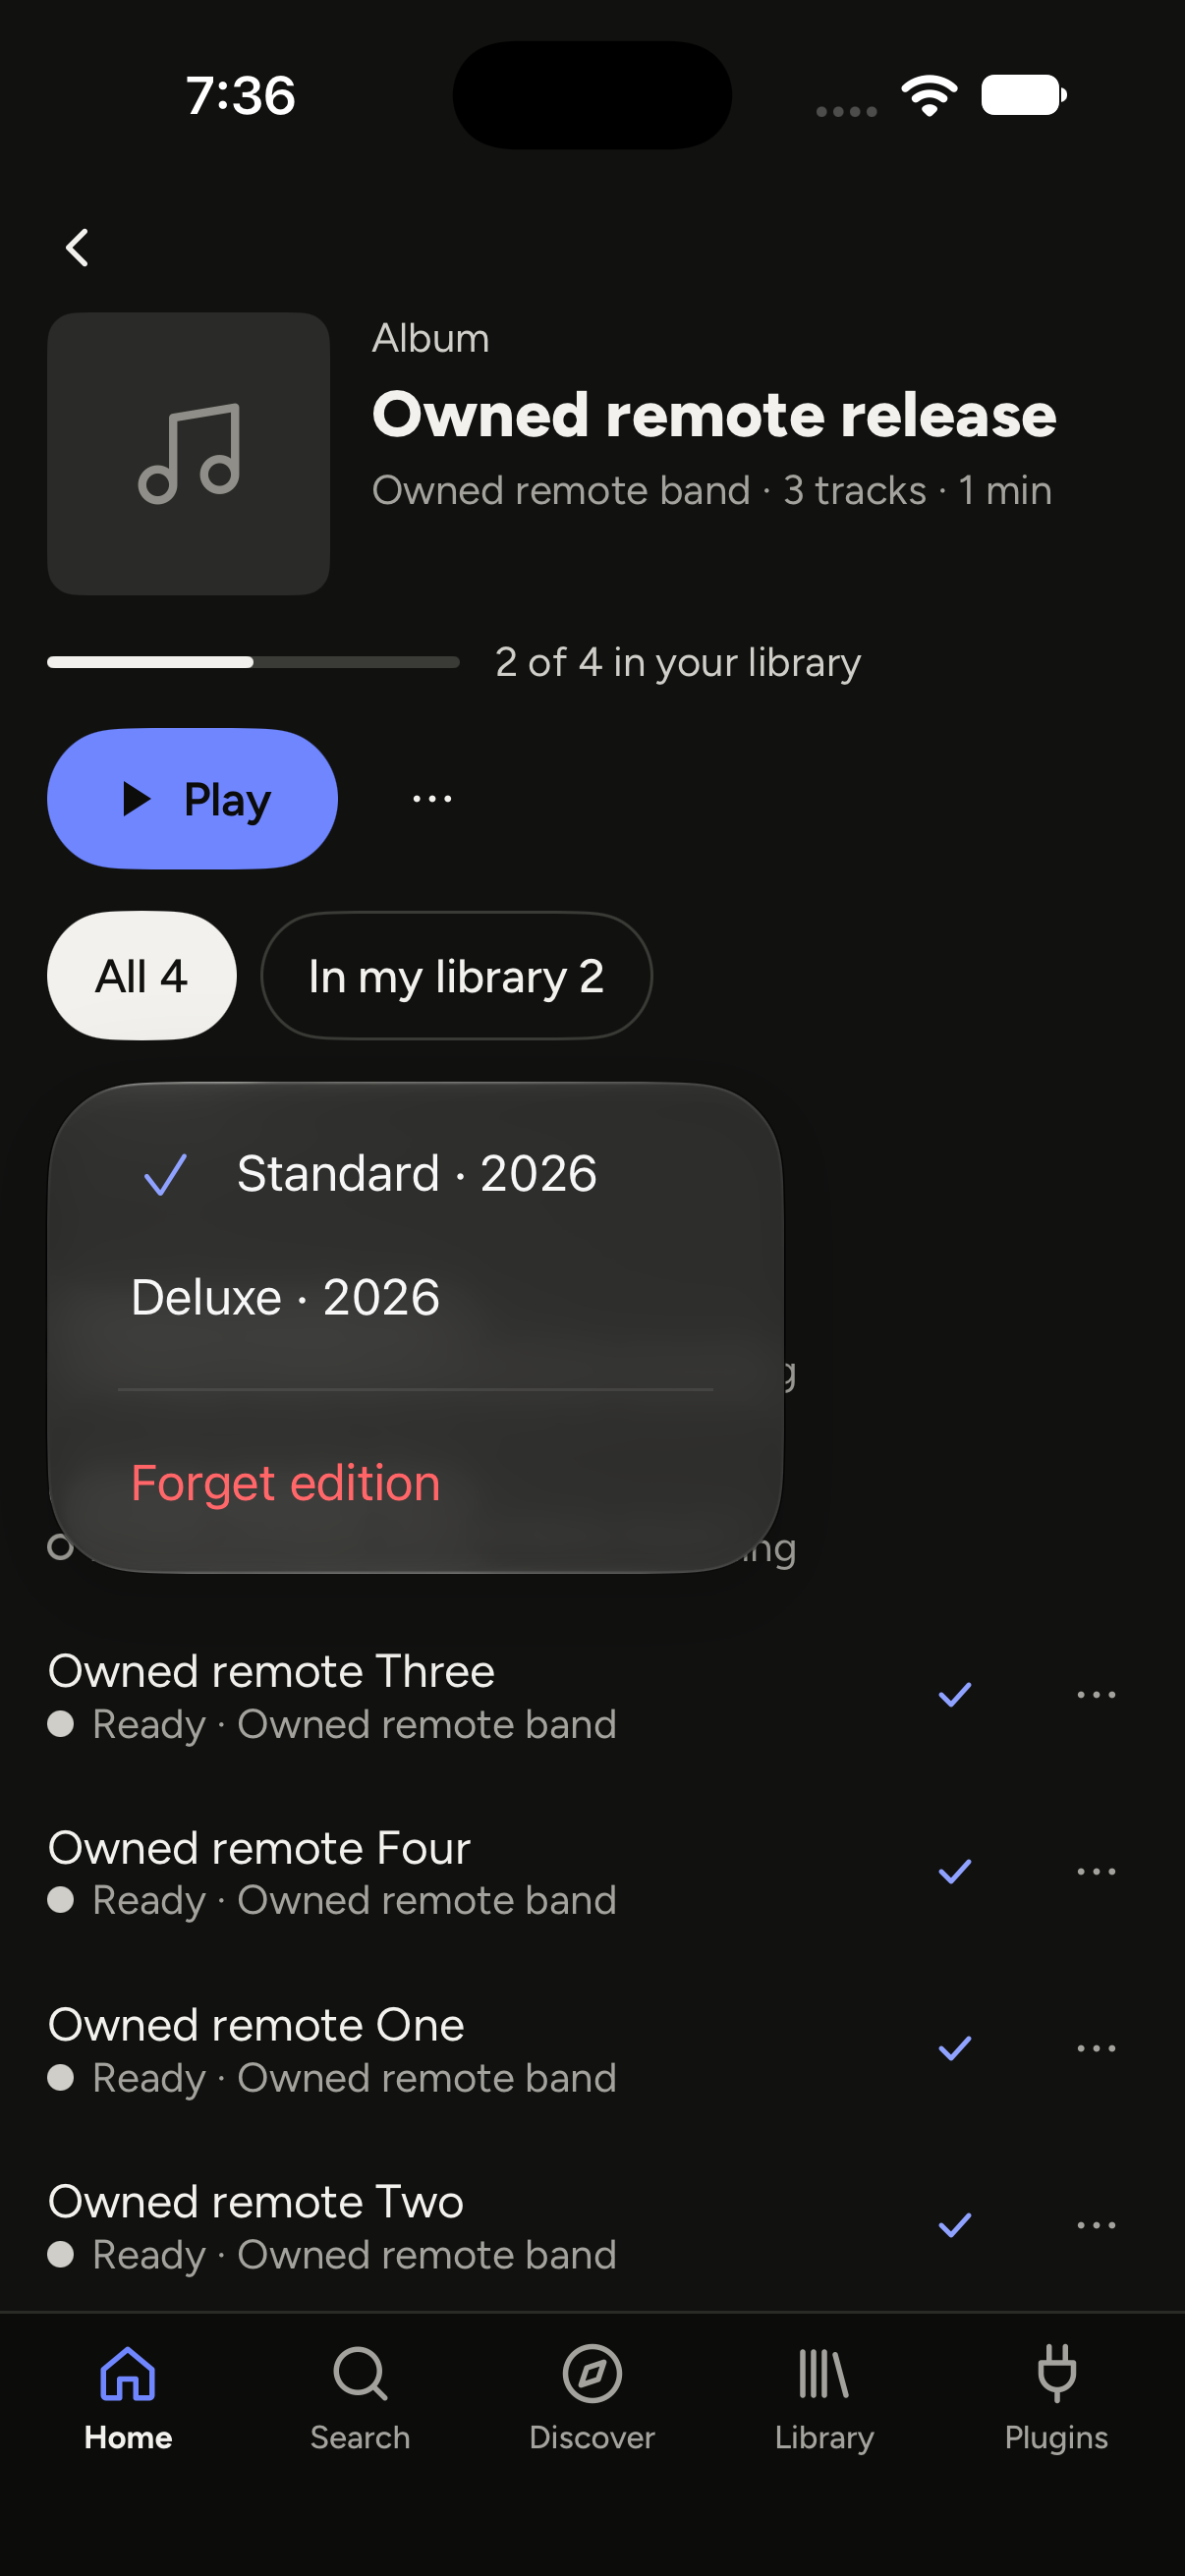 7:36
Album
Owned remote release
Owned remote band · 3 tracks · 1 min
2 of 4 in your library
Play
All 4
In my library 2
Standard · 2026
Deluxe · 2026
Forget edition
Owned remote Three
Ready · Owned remote band
Owned remote Four
Ready · Owned remote band
Owned remote One
Ready · Owned remote band
Owned remote Two
Ready · Owned remote band
Home
Search
Discover
Library
Plugins